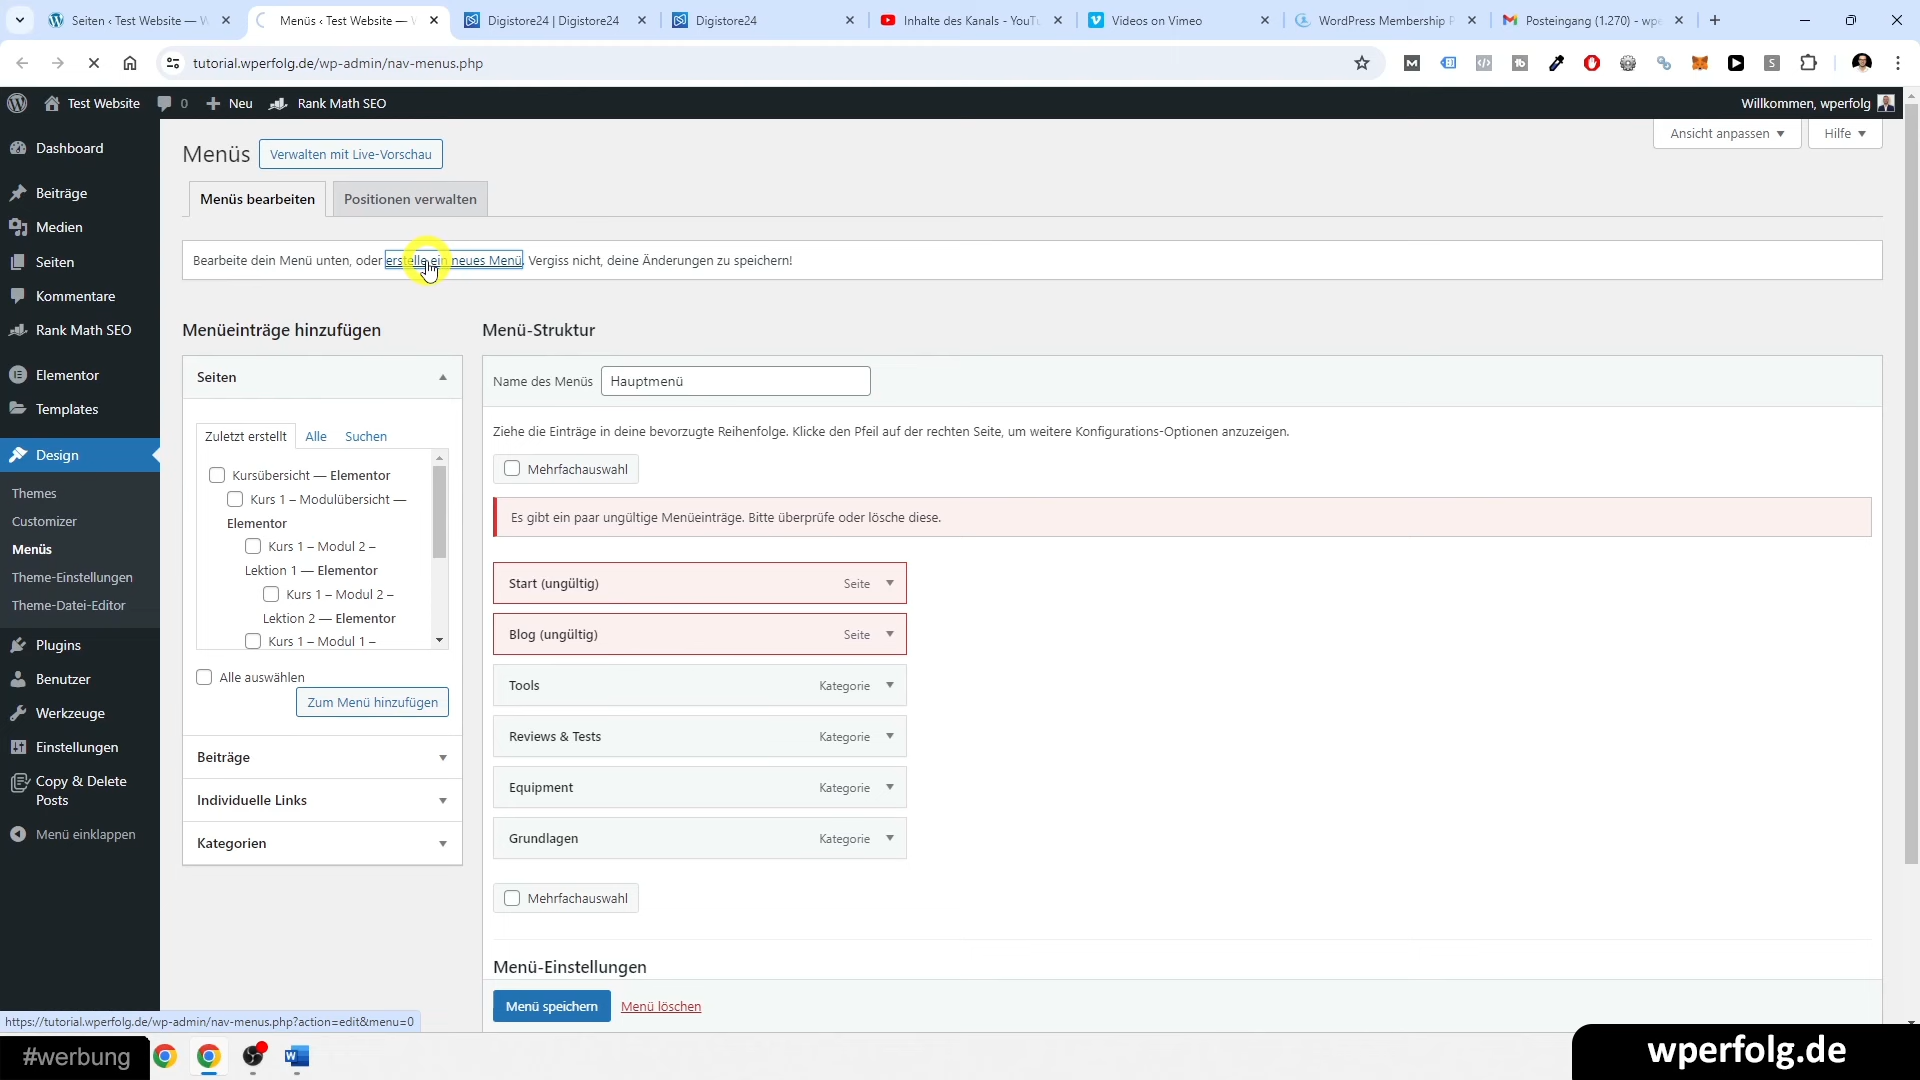 Seiten ‹ Test Website — W
Menüs ‹ Test Website — W
Digistore24 | Digistore24
Digistore24
Inhalte des Kanals - YouTu
Videos on Vimeo
WordPress Membership P
Posteingang (1.270) - wpe
tutorial.wperfolg.de/wp-admin/nav-menus.php
Test Website
0
Neu
Rank Math SEO
Willkommen, wperfolg
Dashboard
Beiträge
Medien
Seiten
Kommentare
Rank Math SEO
Elementor
Templates
Design
Themes
Customizer
Menüs
Theme-Einstellungen
Theme-Datei-Editor
Plugins
Benutzer
Werkzeuge
Einstellungen
Copy & Delete
Posts
Menü einklappen
Ansicht anpassen
Hilfe
Menüs
Verwalten mit Live-Vorschau
Menüs bearbeiten
Positionen verwalten
Bearbeite dein Menü unten, oder erstelle ein neues Menü. Vergiss nicht, deine Änderungen zu speichern!
Menüeinträge hinzufügen
Seiten
Zuletzt erstellt
Alle
Suchen
Kursübersicht — Elementor
Kurs 1 – Modulübersicht —
Elementor
Kurs 1 – Modul 2 –
Lektion 1 — Elementor
Kurs 1 – Modul 2 –
Lektion 2 — Elementor
Kurs 1 – Modul 1 –
Alle auswählen
Zum Menü hinzufügen
Beiträge
Individuelle Links
Kategorien
Menü-Struktur
Name des Menüs
Hauptmenü
Ziehe die Einträge in deine bevorzugte Reihenfolge. Klicke den Pfeil auf der rechten Seite, um weitere Konfigurations-Optionen anzuzeigen.
Mehrfachauswahl
Es gibt ein paar ungültige Menüeinträge. Bitte überprüfe oder lösche diese.
Start (ungültig)
Seite
Blog (ungültig)
Seite
Tools
Kategorie
Reviews & Tests
Kategorie
Equipment
Kategorie
Grundlagen
Kategorie
Mehrfachauswahl
Menü-Einstellungen
Menü speichern
Menü löschen
https://tutorial.wperfolg.de/wp-admin/nav-menus.php?action=edit&menu=0
#werbung
wperfolg.de